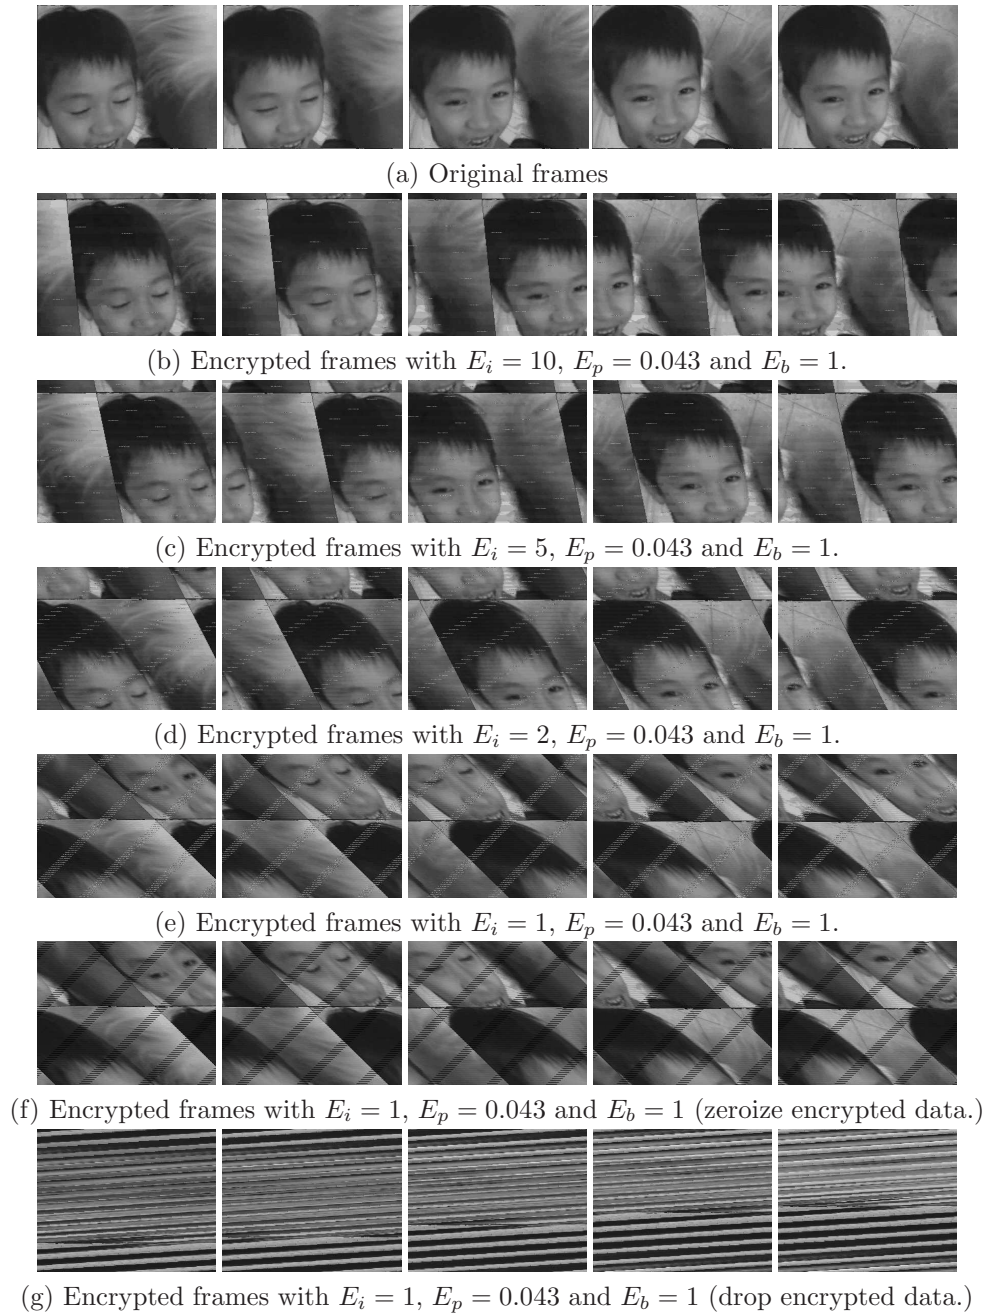 (a) Original frames
(b) Encrypted frames with E_i = 10, E_p = 0.043 and E_b = 1.
(c) Encrypted frames with E_i = 5, E_p = 0.043 and E_b = 1.
(d) Encrypted frames with E_i = 2, E_p = 0.043 and E_b = 1.
(e) Encrypted frames with E_i = 1, E_p = 0.043 and E_b = 1.
(f) Encrypted frames with E_i = 1, E_p = 0.043 and E_b = 1 (zeroize encrypted data.)
(g) Encrypted frames with E_i = 1, E_p = 0.043 and E_b = 1 (drop encrypted data.)